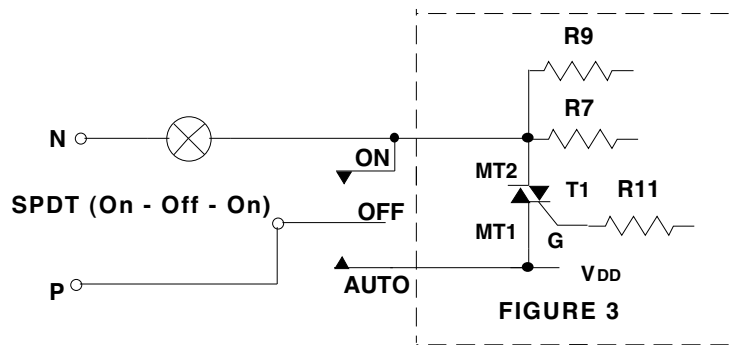 R9
N
R7
ON
MT2
T1
R11
SPDT (On - Off - On)
OFF
MT1
G
P
AUTO
VDD
FIGURE 3